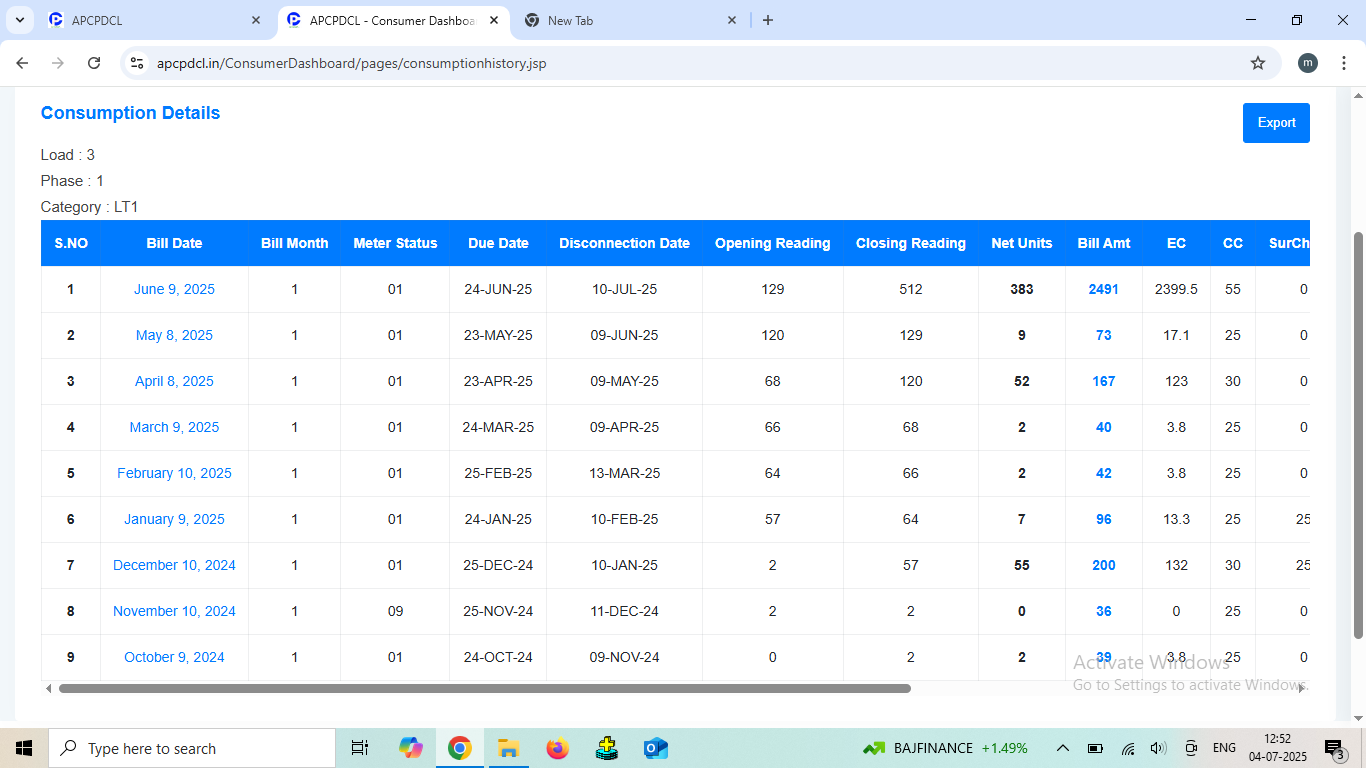 APCPDCL
APCPDCL - Consumer Dashboa
New Tab
apcpdcl.in/ConsumerDashboard/pages/consumptionhistory.jsp
m
Consumption Details
Export
Load : 3
Phase : 1
Category : LT1
S.NO Bill Date Bill Month Meter Status Due Date Disconnection Date Opening Reading Closing Reading Net Units Bill Amt EC CC SurCh
1 June 9, 2025 1 01 24-JUN-25 10-JUL-25 129 512 383 2491 2399.5 55 0
2 May 8, 2025 1 01 23-MAY-25 09-JUN-25 120 129 9 73 17.1 25 0
3 April 8, 2025 1 01 23-APR-25 09-MAY-25 68 120 52 167 123 30 0
4 March 9, 2025 1 01 24-MAR-25 09-APR-25 66 68 2 40 3.8 25 0
5 February 10, 2025 1 01 25-FEB-25 13-MAR-25 64 66 2 42 3.8 25 0
6 January 9, 2025 1 01 24-JAN-25 10-FEB-25 57 64 7 96 13.3 25 25
7 December 10, 2024 1 01 25-DEC-24 10-JAN-25 2 57 55 200 132 30 25
8 November 10, 2024 1 09 25-NOV-24 11-DEC-24 2 2 0 36 0 25 0
9 October 9, 2024 1 01 24-OCT-24 09-NOV-24 0 2 2 39 3.8 25 0
Activate Windows
Go to Settings to activate Windows.
Type here to search
BAJFINANCE +1.49%
ENG
12:52
04-07-2025
3